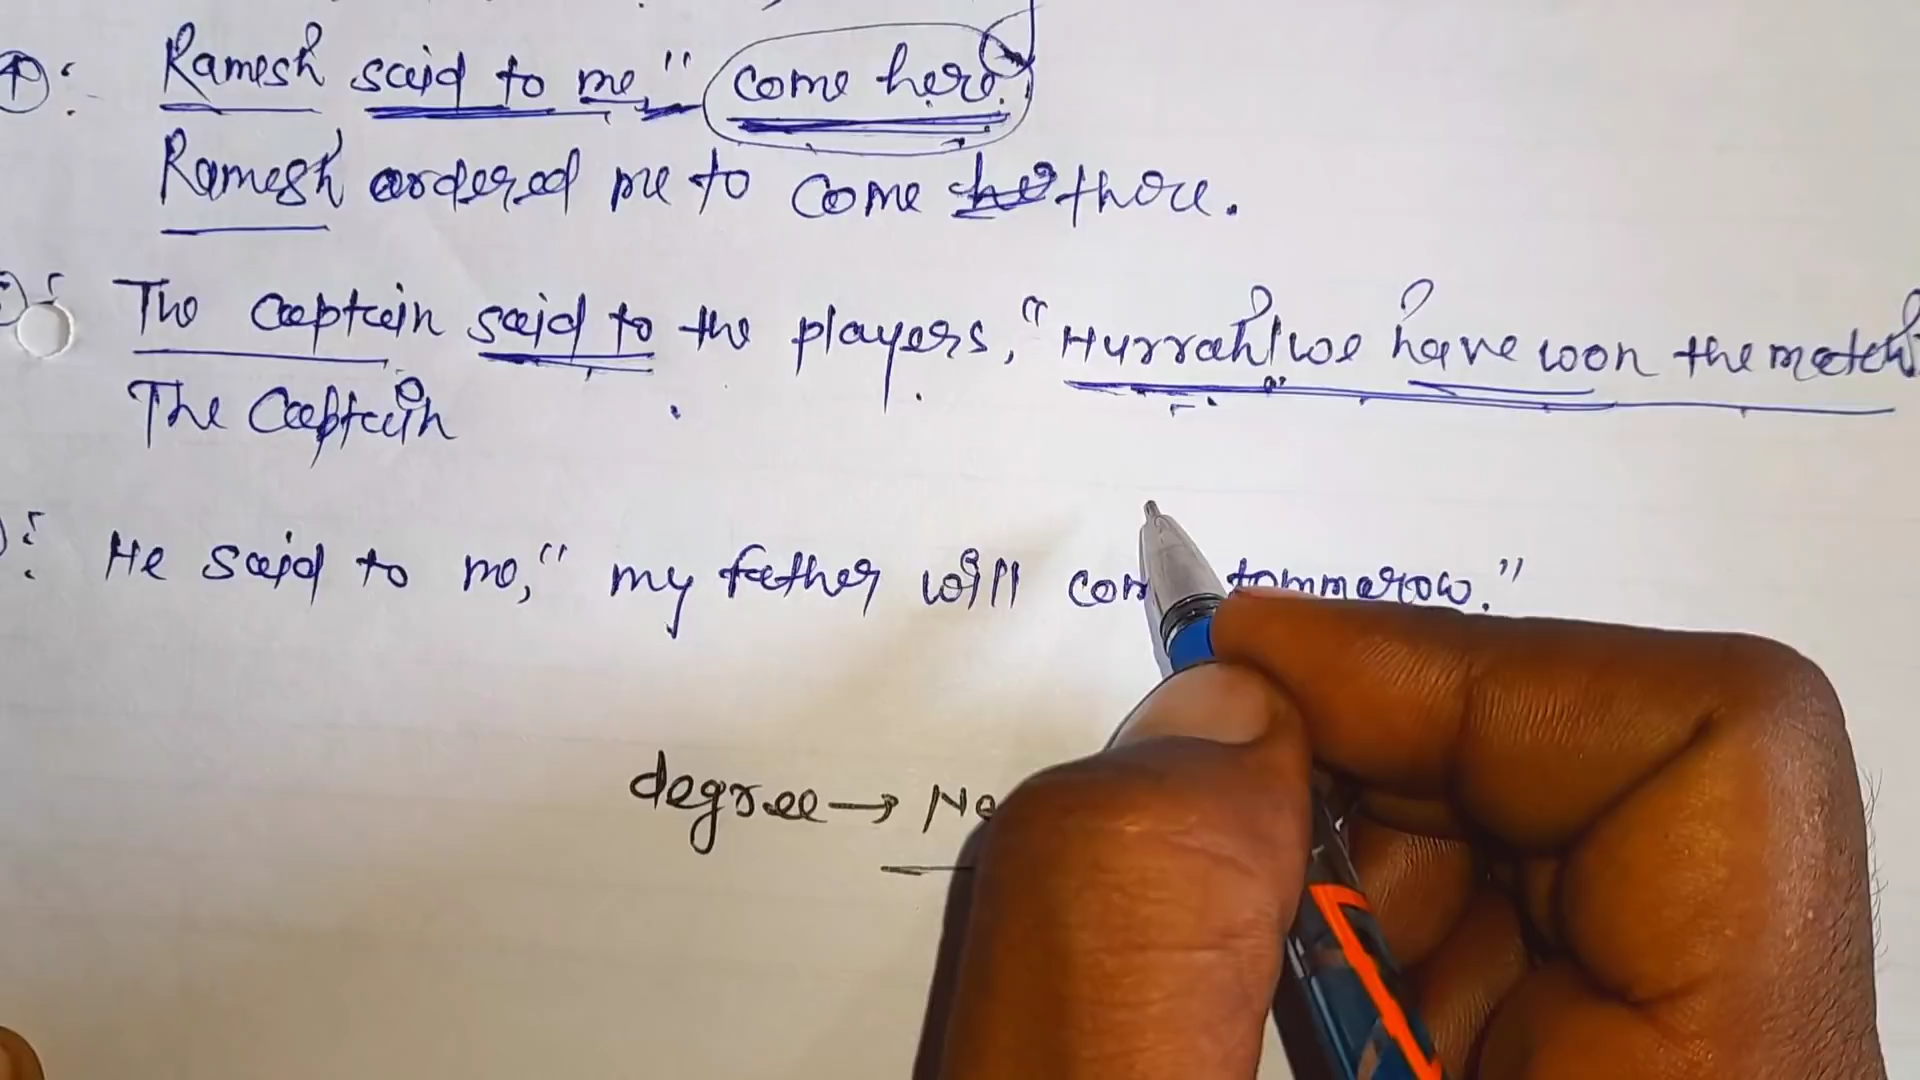 Ramesh said to me," come here.
Ramesh ordered me to come there.
The Captain said to the players, "Hurrah! we have won the match
The Captain
He said to me," my father will com tommarow."
degree → Ne